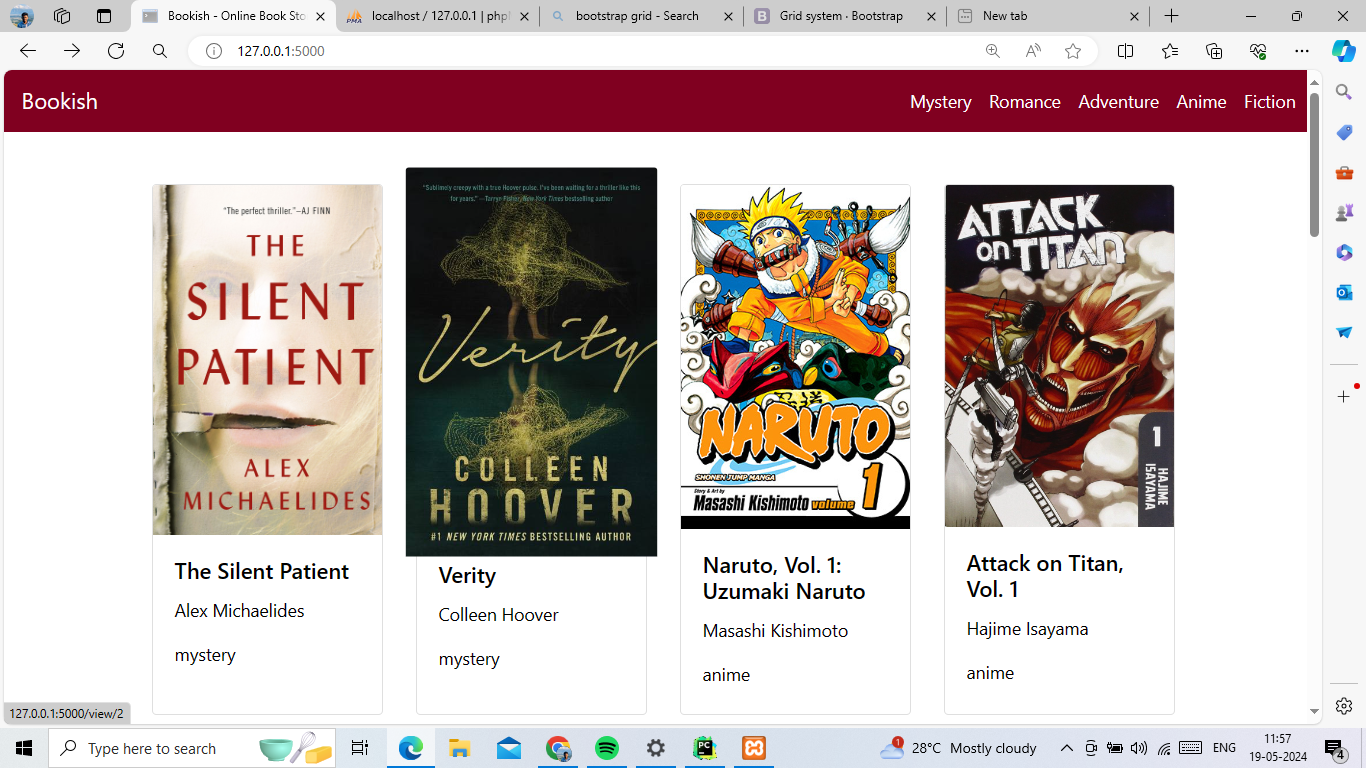 Bookish - Online Book Sto
localhost / 127.0.0.1 | phpl
bootstrap grid - Search
Grid system · Bootstrap
New tab
127.0.0.1:5000
Bookish
Mystery Romance Adventure Anime Fiction
"The perfect thriller."—AJ FINN
THE
SILENT
PATIENT
ALEX
MICHAELIDES
"Sublimely creepy with a true Hoover pulse. I've been waiting for a thriller like this
for years." —Tarryn Fisher, New York Times bestselling author
Verity
COLLEEN
HOOVER
#1 NEW YORK TIMES BESTSELLING AUTHOR
NARUTO
SHONEN JUMP MANGA
Story & Art by
Masashi Kishimoto volume 1
ATTACK
on TITAN
1
HAJIME
ISAYAMA
The Silent Patient
Alex Michaelides
mystery
Verity
Colleen Hoover
mystery
Naruto, Vol. 1:
Uzumaki Naruto
Masashi Kishimoto
anime
Attack on Titan,
Vol. 1
Hajime Isayama
anime
127.0.0.1:5000/view/2
Type here to search
1
28°C Mostly cloudy
ENG
11:57
19-05-2024
4